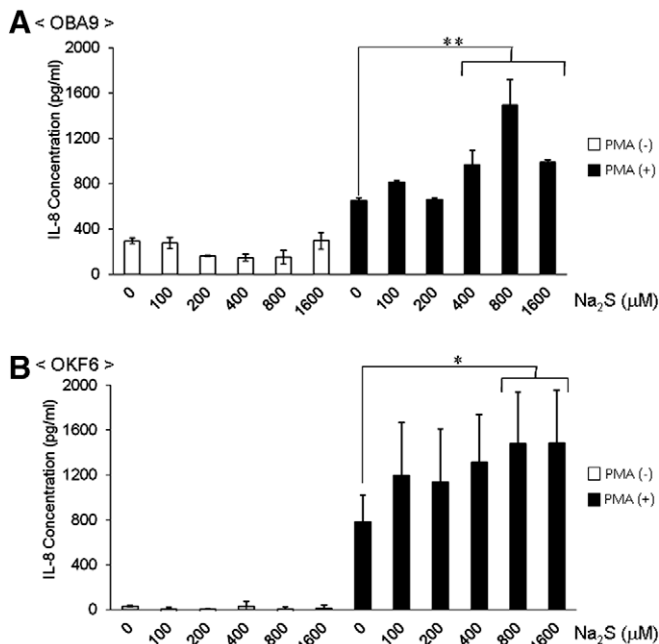 A < OBA9 >
IL-8 Concentration (pg/ml)
2000
1600
1200
800
400
0
**
PMA (-)
PMA (+)
0 100 200 400 800 1600 0 100 200 400 800 1600 Na₂S (μM)
B < OKF6 >
IL-8 Concentration (pg/ml)
2000
1600
1200
800
400
0
*
PMA (-)
PMA (+)
0 100 200 400 800 1600 0 100 200 400 800 1600 Na₂S (μM)